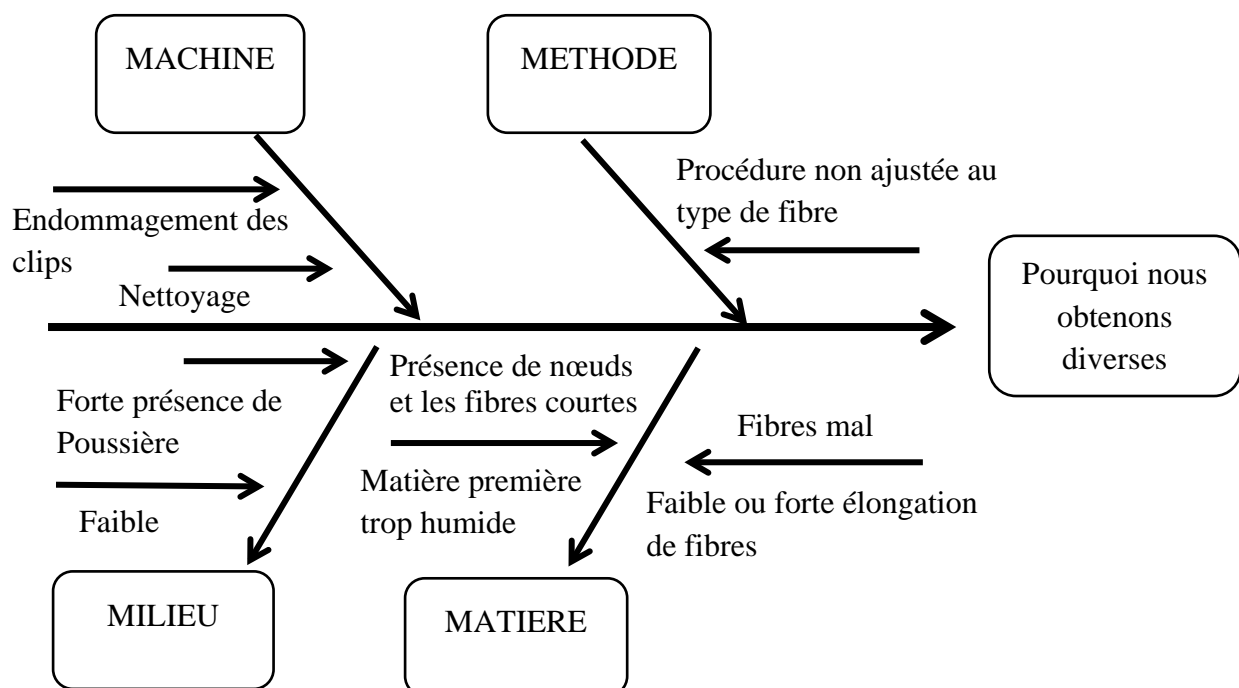 MACHINE
METHODE
Procédure non ajustée au
type de fibre
Endommagement des
clips
Nettoyage
Pourquoi nous
obtenons
diverses
Présence de nœuds
et les fibres courtes
Forte présence de
Poussière
Fibres mal
Matière première
trop humide
Faible ou forte élongation
de fibres
Faible
MILIEU
MATIERE